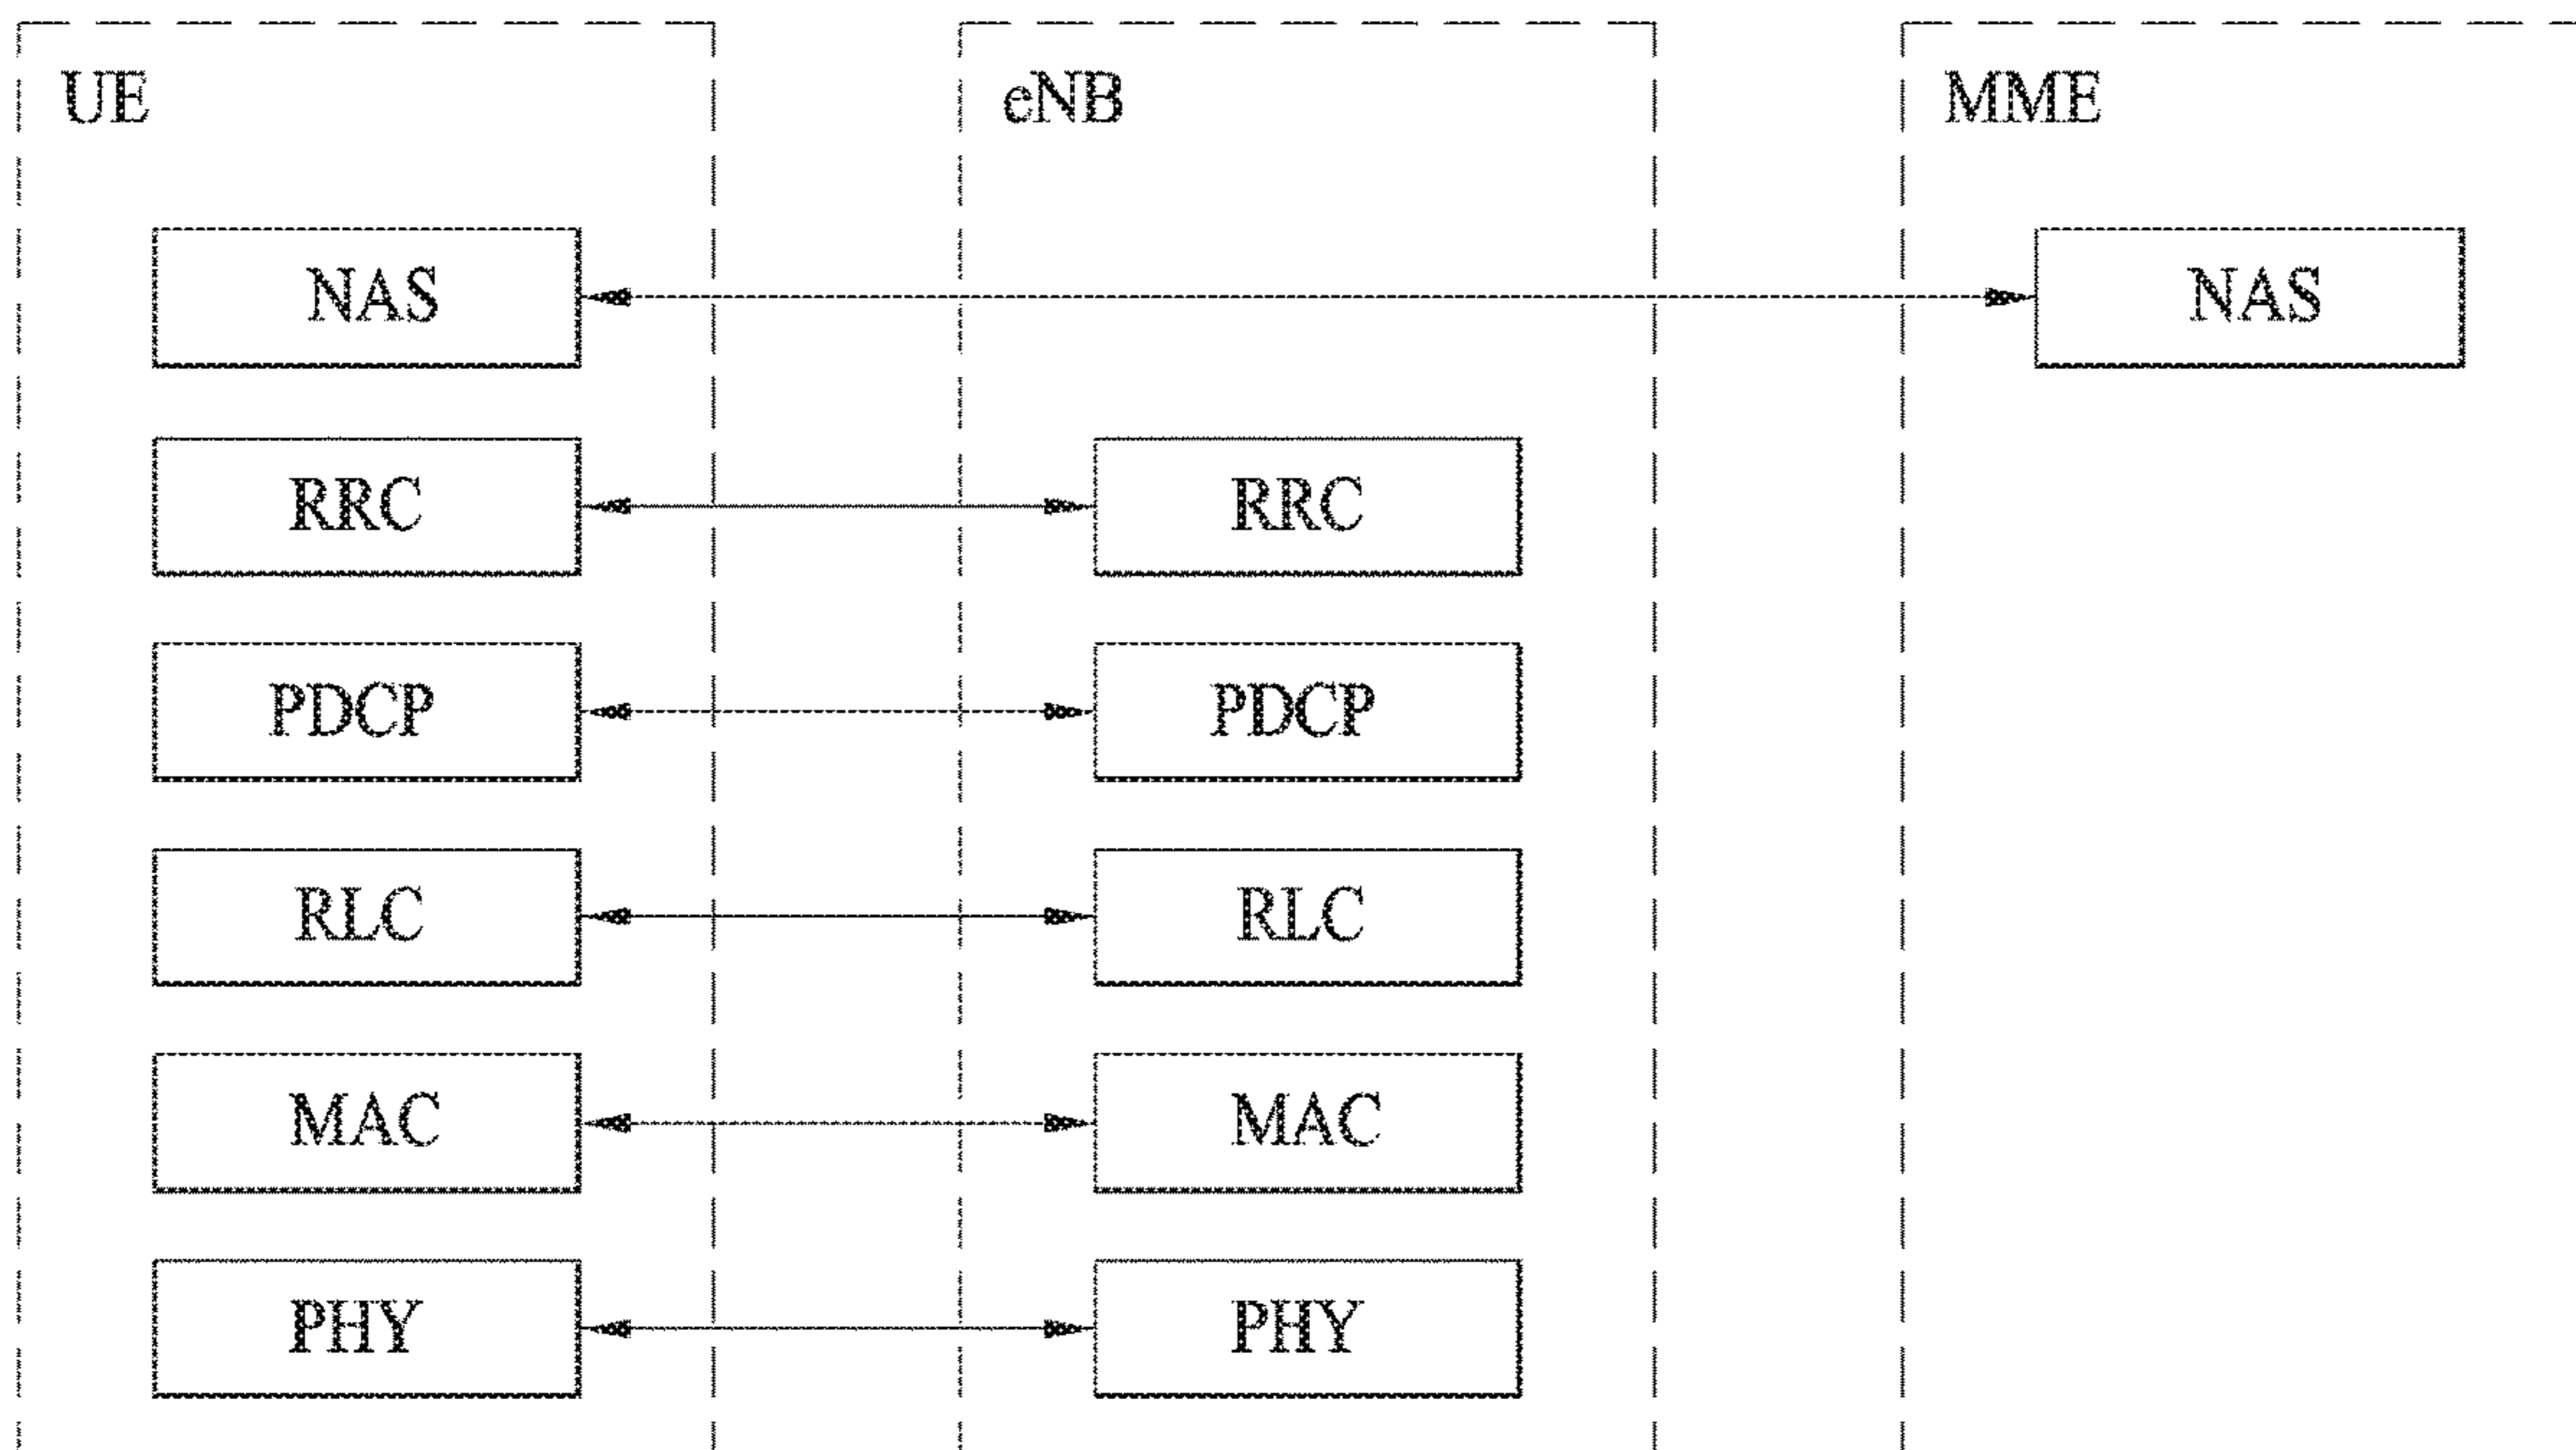 UE eNB MME
NAS NAS
RRC RRC
PDCP PDCP
RLC RLC
MAC MAC
PHY PHY